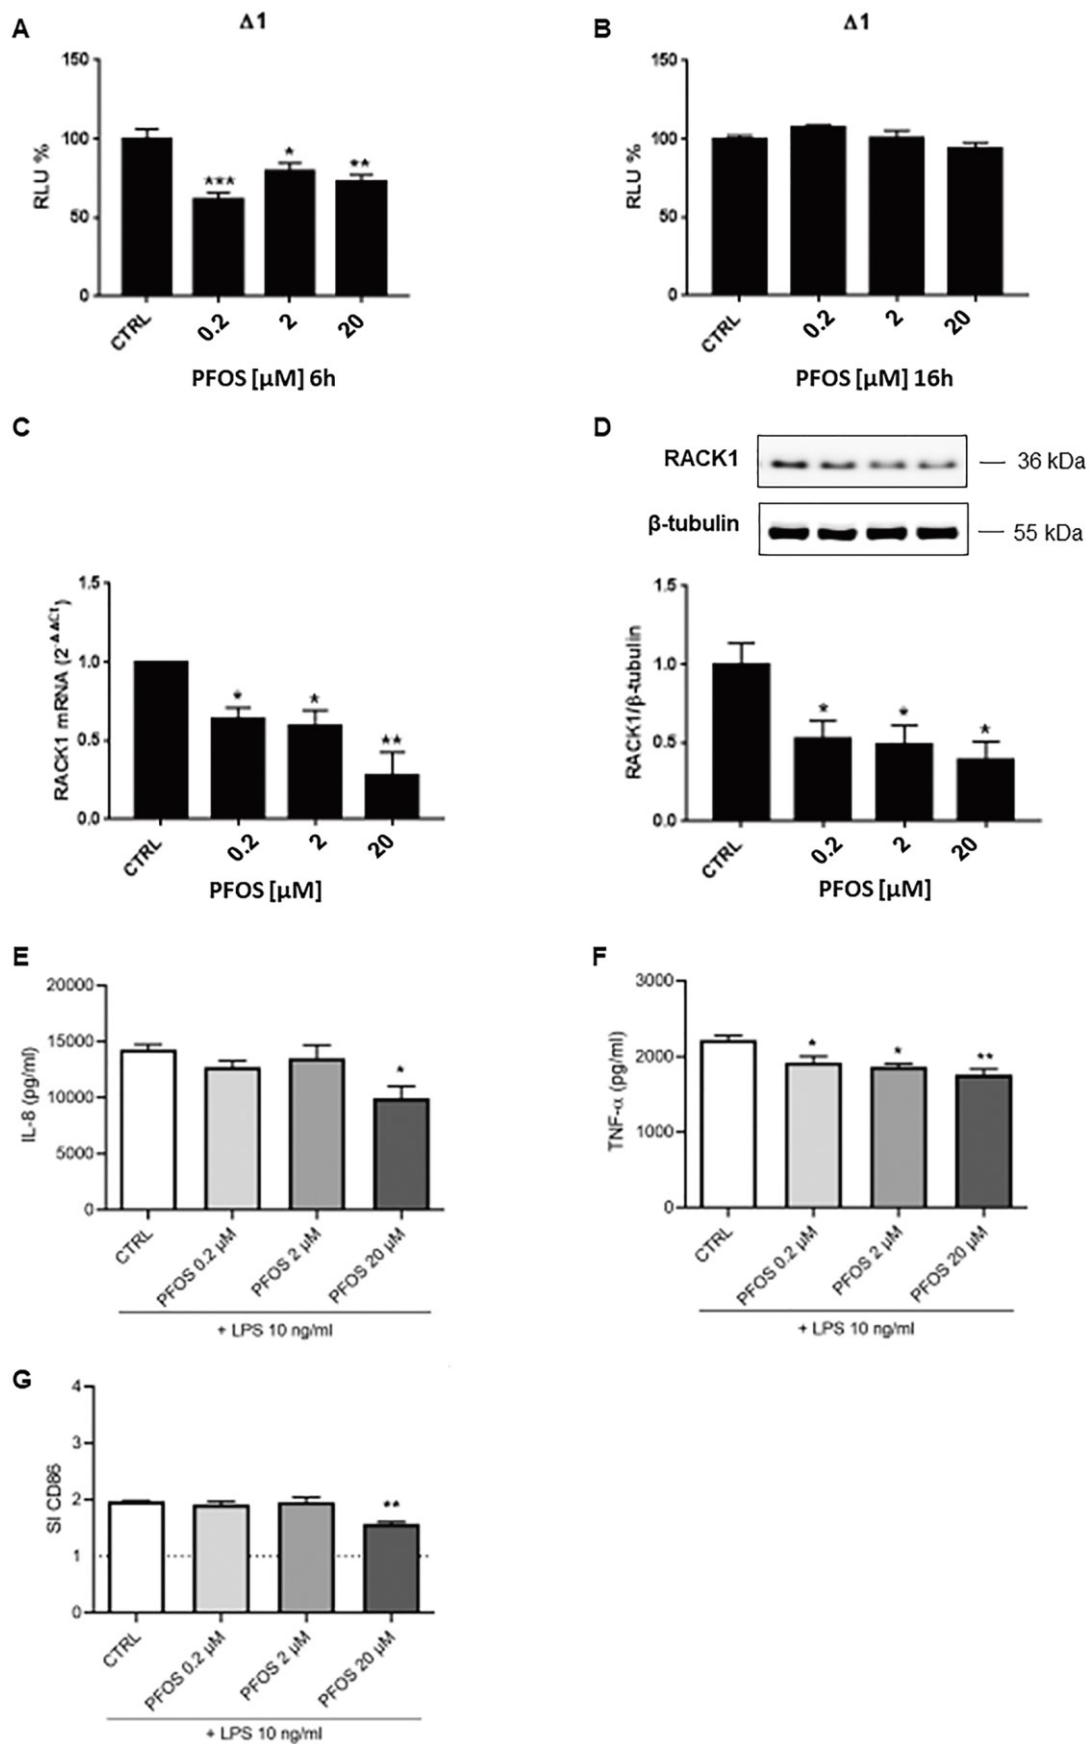 A
Δ1
150
100
50
0
RLU %
***
*
**
CTRL
0.2
2
20
PFOS [µM] 6h
B
Δ1
150
100
50
0
RLU %
CTRL
0.2
2
20
PFOS [µM] 16h
C
1.5
1.0
0.5
0.0
RACK1 mRNA (2^-ΔΔCt)
*
*
**
CTRL
0.2
2
20
PFOS [µM]
D
RACK1
36 kDa
β-tubulin
55 kDa
1.5
1.0
0.5
0.0
RACK1/β-tubulin
*
*
*
CTRL
0.2
2
20
PFOS [µM]
E
20000
15000
10000
5000
0
IL-8 (pg/ml)
*
CTRL
PFOS 0.2 µM
PFOS 2 µM
PFOS 20 µM
+ LPS 10 ng/ml
F
3000
2000
1000
0
TNF-α (pg/ml)
*
*
**
CTRL
PFOS 0.2 µM
PFOS 2 µM
PFOS 20 µM
+ LPS 10 ng/ml
G
4
3
2
1
0
SI CD86
**
CTRL
PFOS 0.2 µM
PFOS 2 µM
PFOS 20 µM
+ LPS 10 ng/ml